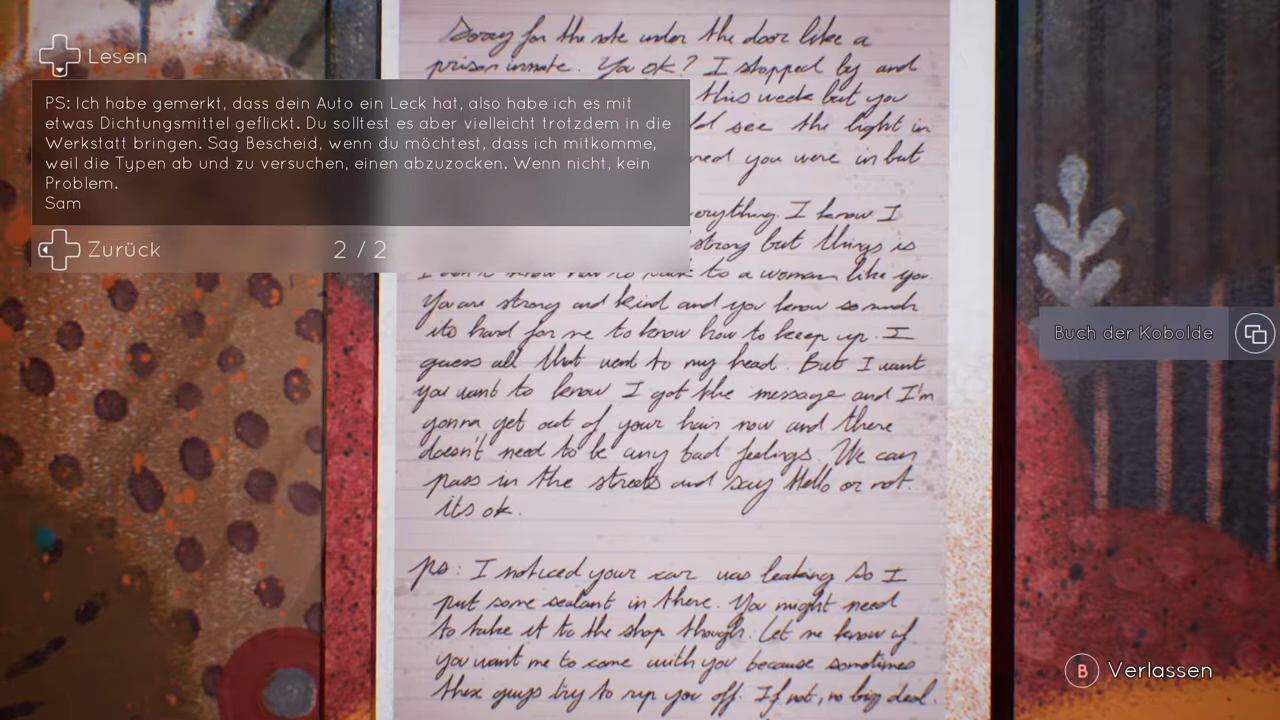 Lesen
PS: Ich habe gemerkt, dass dein Auto ein Leck hat, also habe ich es mit
etwas Dichtungsmittel geflickt. Du solltest es aber vielleicht trotzdem in die
Werkstatt bringen. Sag Bescheid, wenn du möchtest, dass ich mitkomme,
weil die Typen ab und zu versuchen, einen abzuzocken. Wenn nicht, kein
Problem.
Sam
Zurück 2 / 2
Sorry for the note under the door like a
prison inmate. You ok? I stopped by and
this week but you
see the light in
you were in but
everything. I know I
strong but things is
I don't know how to talk to a woman like you.
You are strong and kind and you know so much
its hard for me to know how to keep up. I
guess all that went to my head. But I want
you want to know I got the message and I'm
gonna get out of your hair now and there
doesn't need to be any bad feelings. We can
pass in the streets and say Hello or not.
its ok.
ps: I noticed your car was leaking so I
put some sealant in there. You might need
to take it to the shop though. Let me know if
you want me to come with you because sometimes
these guys try to rip you off. If not, no big deal.
Buch der Kobolde
B Verlassen